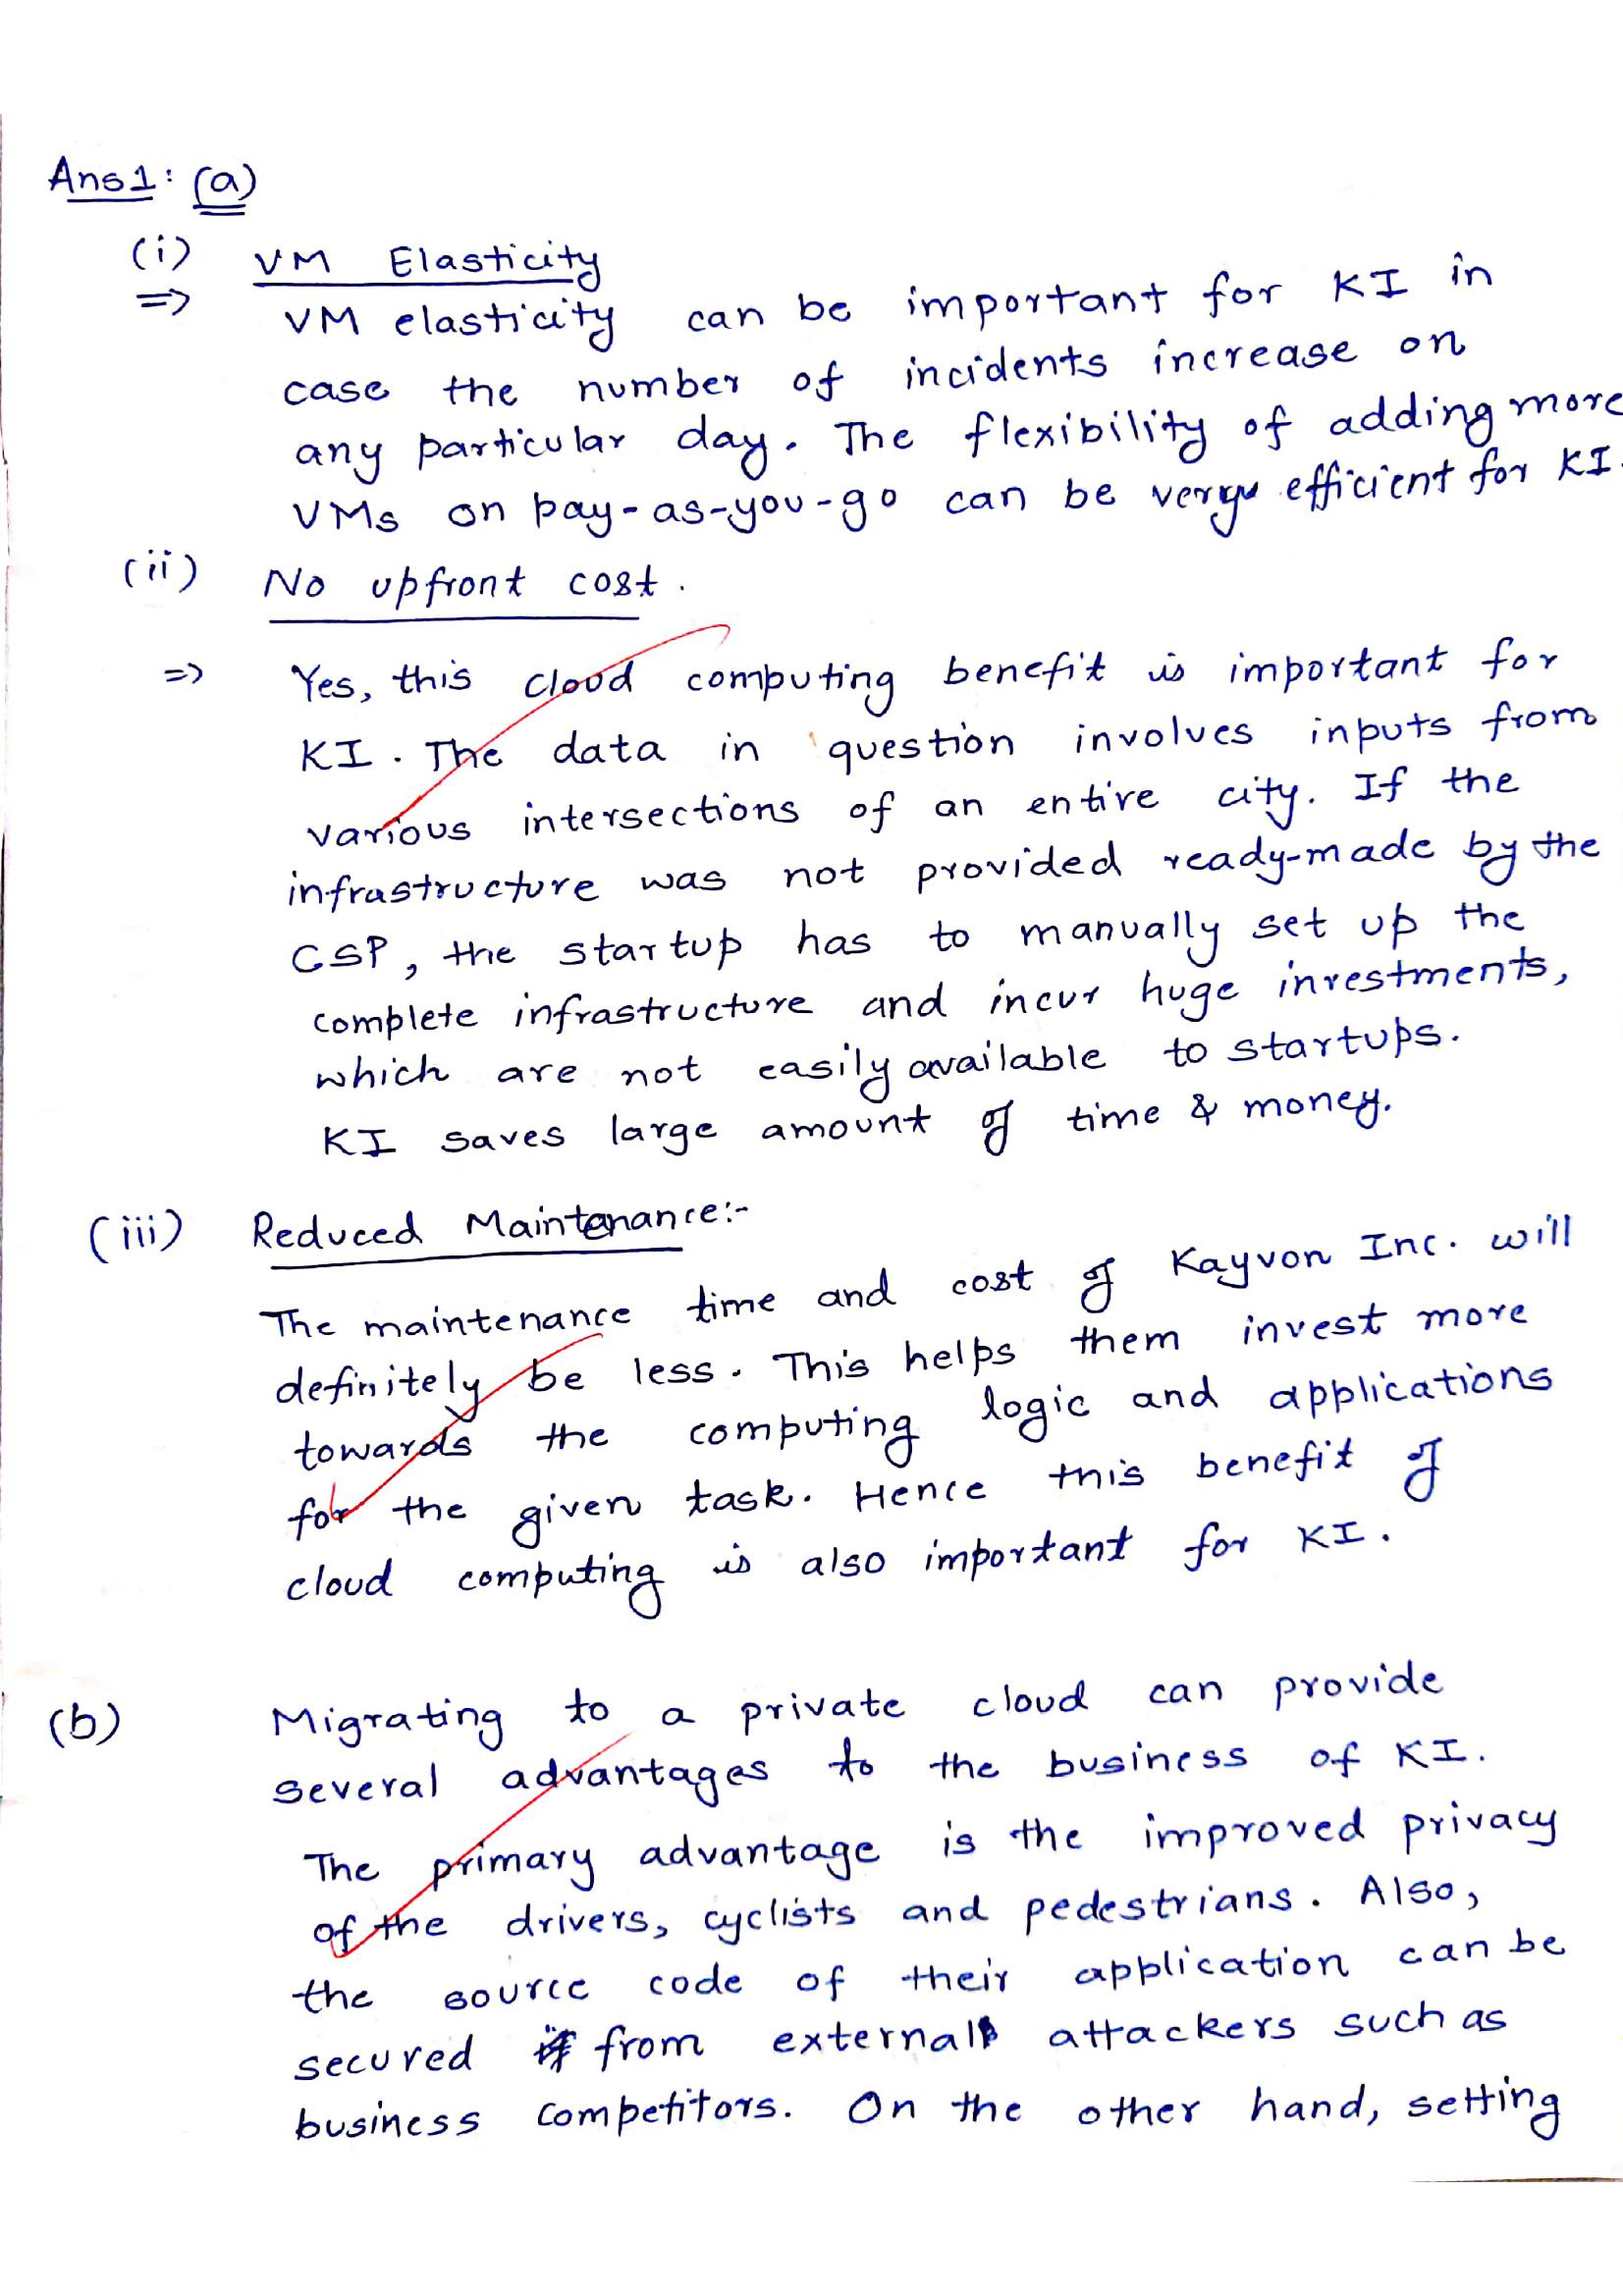 Ans1: (a)
(i) VM Elasticity
=> VM elasticity can be important for KI in
case the number of incidents increase on
any particular day. The flexibility of adding more
VMs on pay-as-you-go can be very efficient for KI.
(ii) No upfront cost.
=> Yes, this cloud computing benefit is important for
KI. The data in question involves inputs from
various intersections of an entire city. If the
infrastructure was not provided ready-made by the
CSP, the startup has to manually set up the
complete infrastructure and incur huge investments,
which are not easily available to startups.
KI saves large amount of time & money.
(iii) Reduced Maintenance:-
The maintenance time and cost of Kayvon Inc. will
definitely be less. This helps them invest more
towards the computing logic and applications
for the given task. Hence this benefit of
cloud computing is also important for KI.
(b) Migrating to a private cloud can provide
several advantages to the business of KI.
The primary advantage is the improved privacy
of the drivers, cyclists and pedestrians. Also,
the source code of their application can be
secured from external attackers such as
business competitors. On the other hand, setting